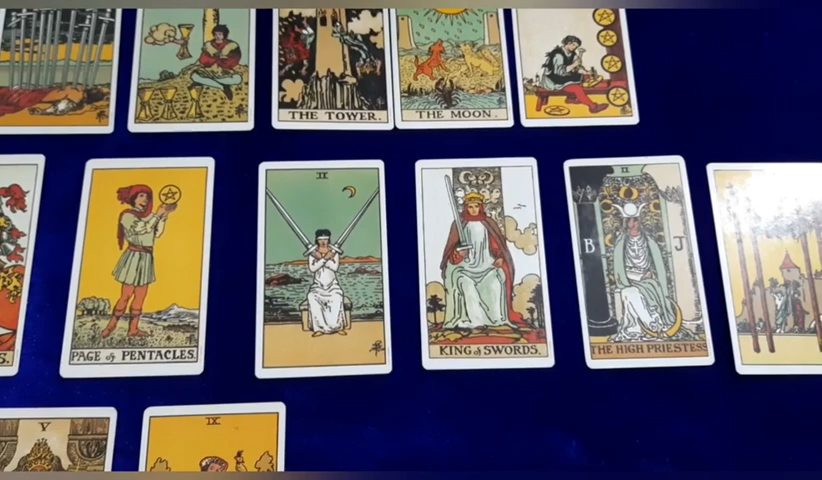 THE TOWER.
THE MOON.
II
II
B
J
S.
PAGE of PENTACLES.
KING of SWORDS.
THE HIGH PRIESTESS
V
IX